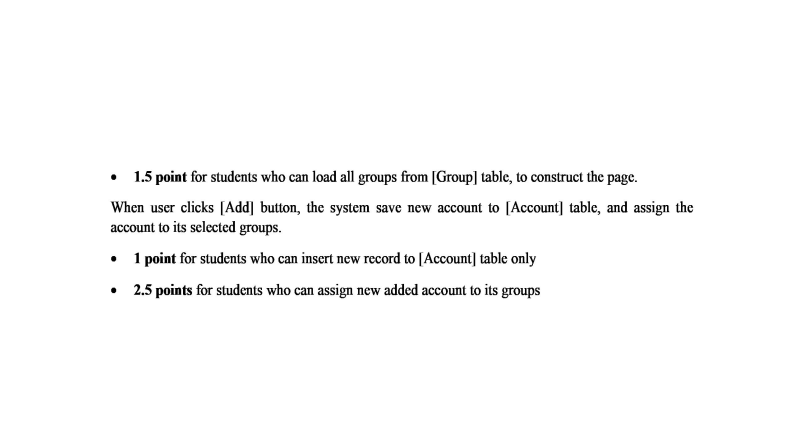 • 1.5 point for students who can load all groups from [Group] table, to construct the page.
When user clicks [Add] button, the system save new account to [Account] table, and assign the
account to its selected groups.
• 1 point for students who can insert new record to [Account] table only
• 2.5 points for students who can assign new added account to its groups